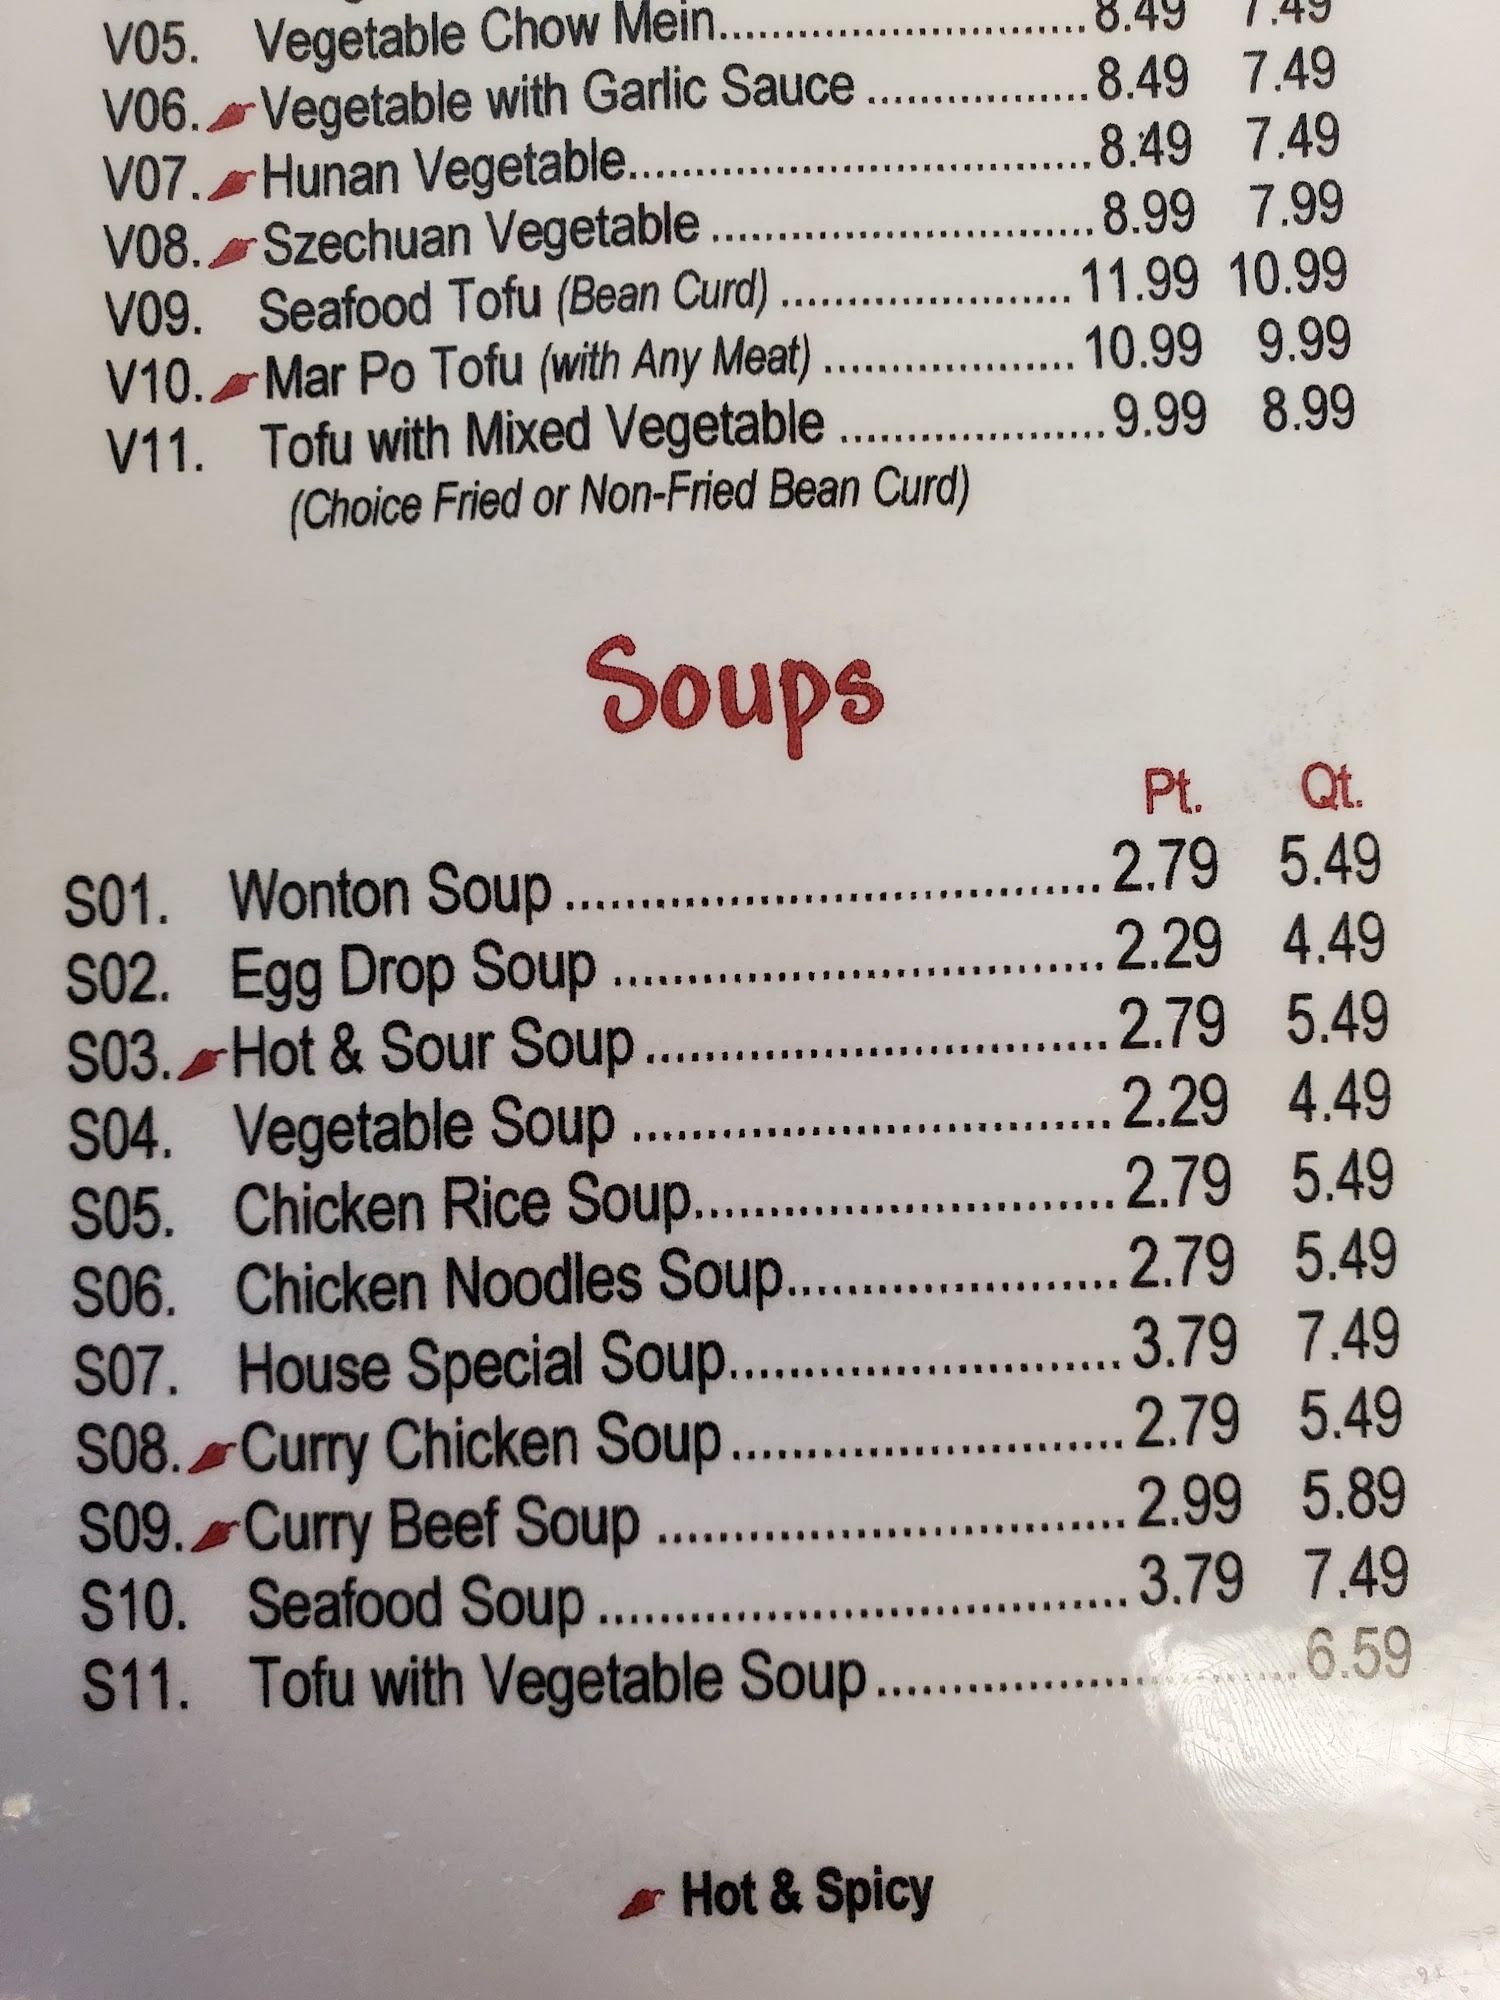 V05. Vegetable Chow Mein..............................8.49 7.49
V06. Vegetable with Garlic Sauce .................8.49 7.49
V07. Hunan Vegetable...................................8.49 7.49
V08. Szechuan Vegetable .............................8.99 7.99
V09. Seafood Tofu (Bean Curd) ......................11.99 10.99
V10. Mar Po Tofu (with Any Meat) ...................10.99 9.99
V11. Tofu with Mixed Vegetable ....................9.99 8.99
(Choice Fried or Non-Fried Bean Curd)
Soups
Pt. Qt.
S01. Wonton Soup ....................................2.79 5.49
S02. Egg Drop Soup .................................2.29 4.49
S03. Hot & Sour Soup ...............................2.79 5.49
S04. Vegetable Soup ................................2.29 4.49
S05. Chicken Rice Soup............................2.79 5.49
S06. Chicken Noodles Soup......................2.79 5.49
S07. House Special Soup..........................3.79 7.49
S08. Curry Chicken Soup ..........................2.79 5.49
S09. Curry Beef Soup ...............................2.99 5.89
S10. Seafood Soup ...................................3.79 7.49
S11. Tofu with Vegetable Soup............................6.59
Hot & Spicy